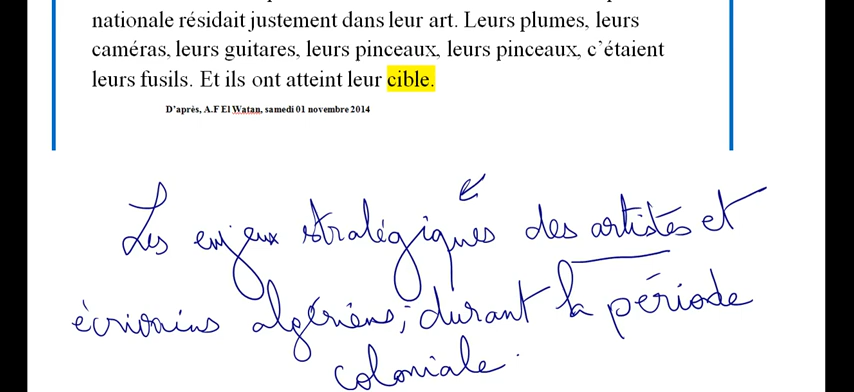 nationale résidait justement dans leur art. Leurs plumes, leurs
caméras, leurs guitares, leurs pinceaux, leurs pinceaux, c’étaient
leurs fusils. Et ils ont atteint leur cible.
D’après, A.F El Watan, samedi 01 novembre 2014
Les enjeux stratégiques des artistes et
écrivains algériens, durant la période
coloniale.